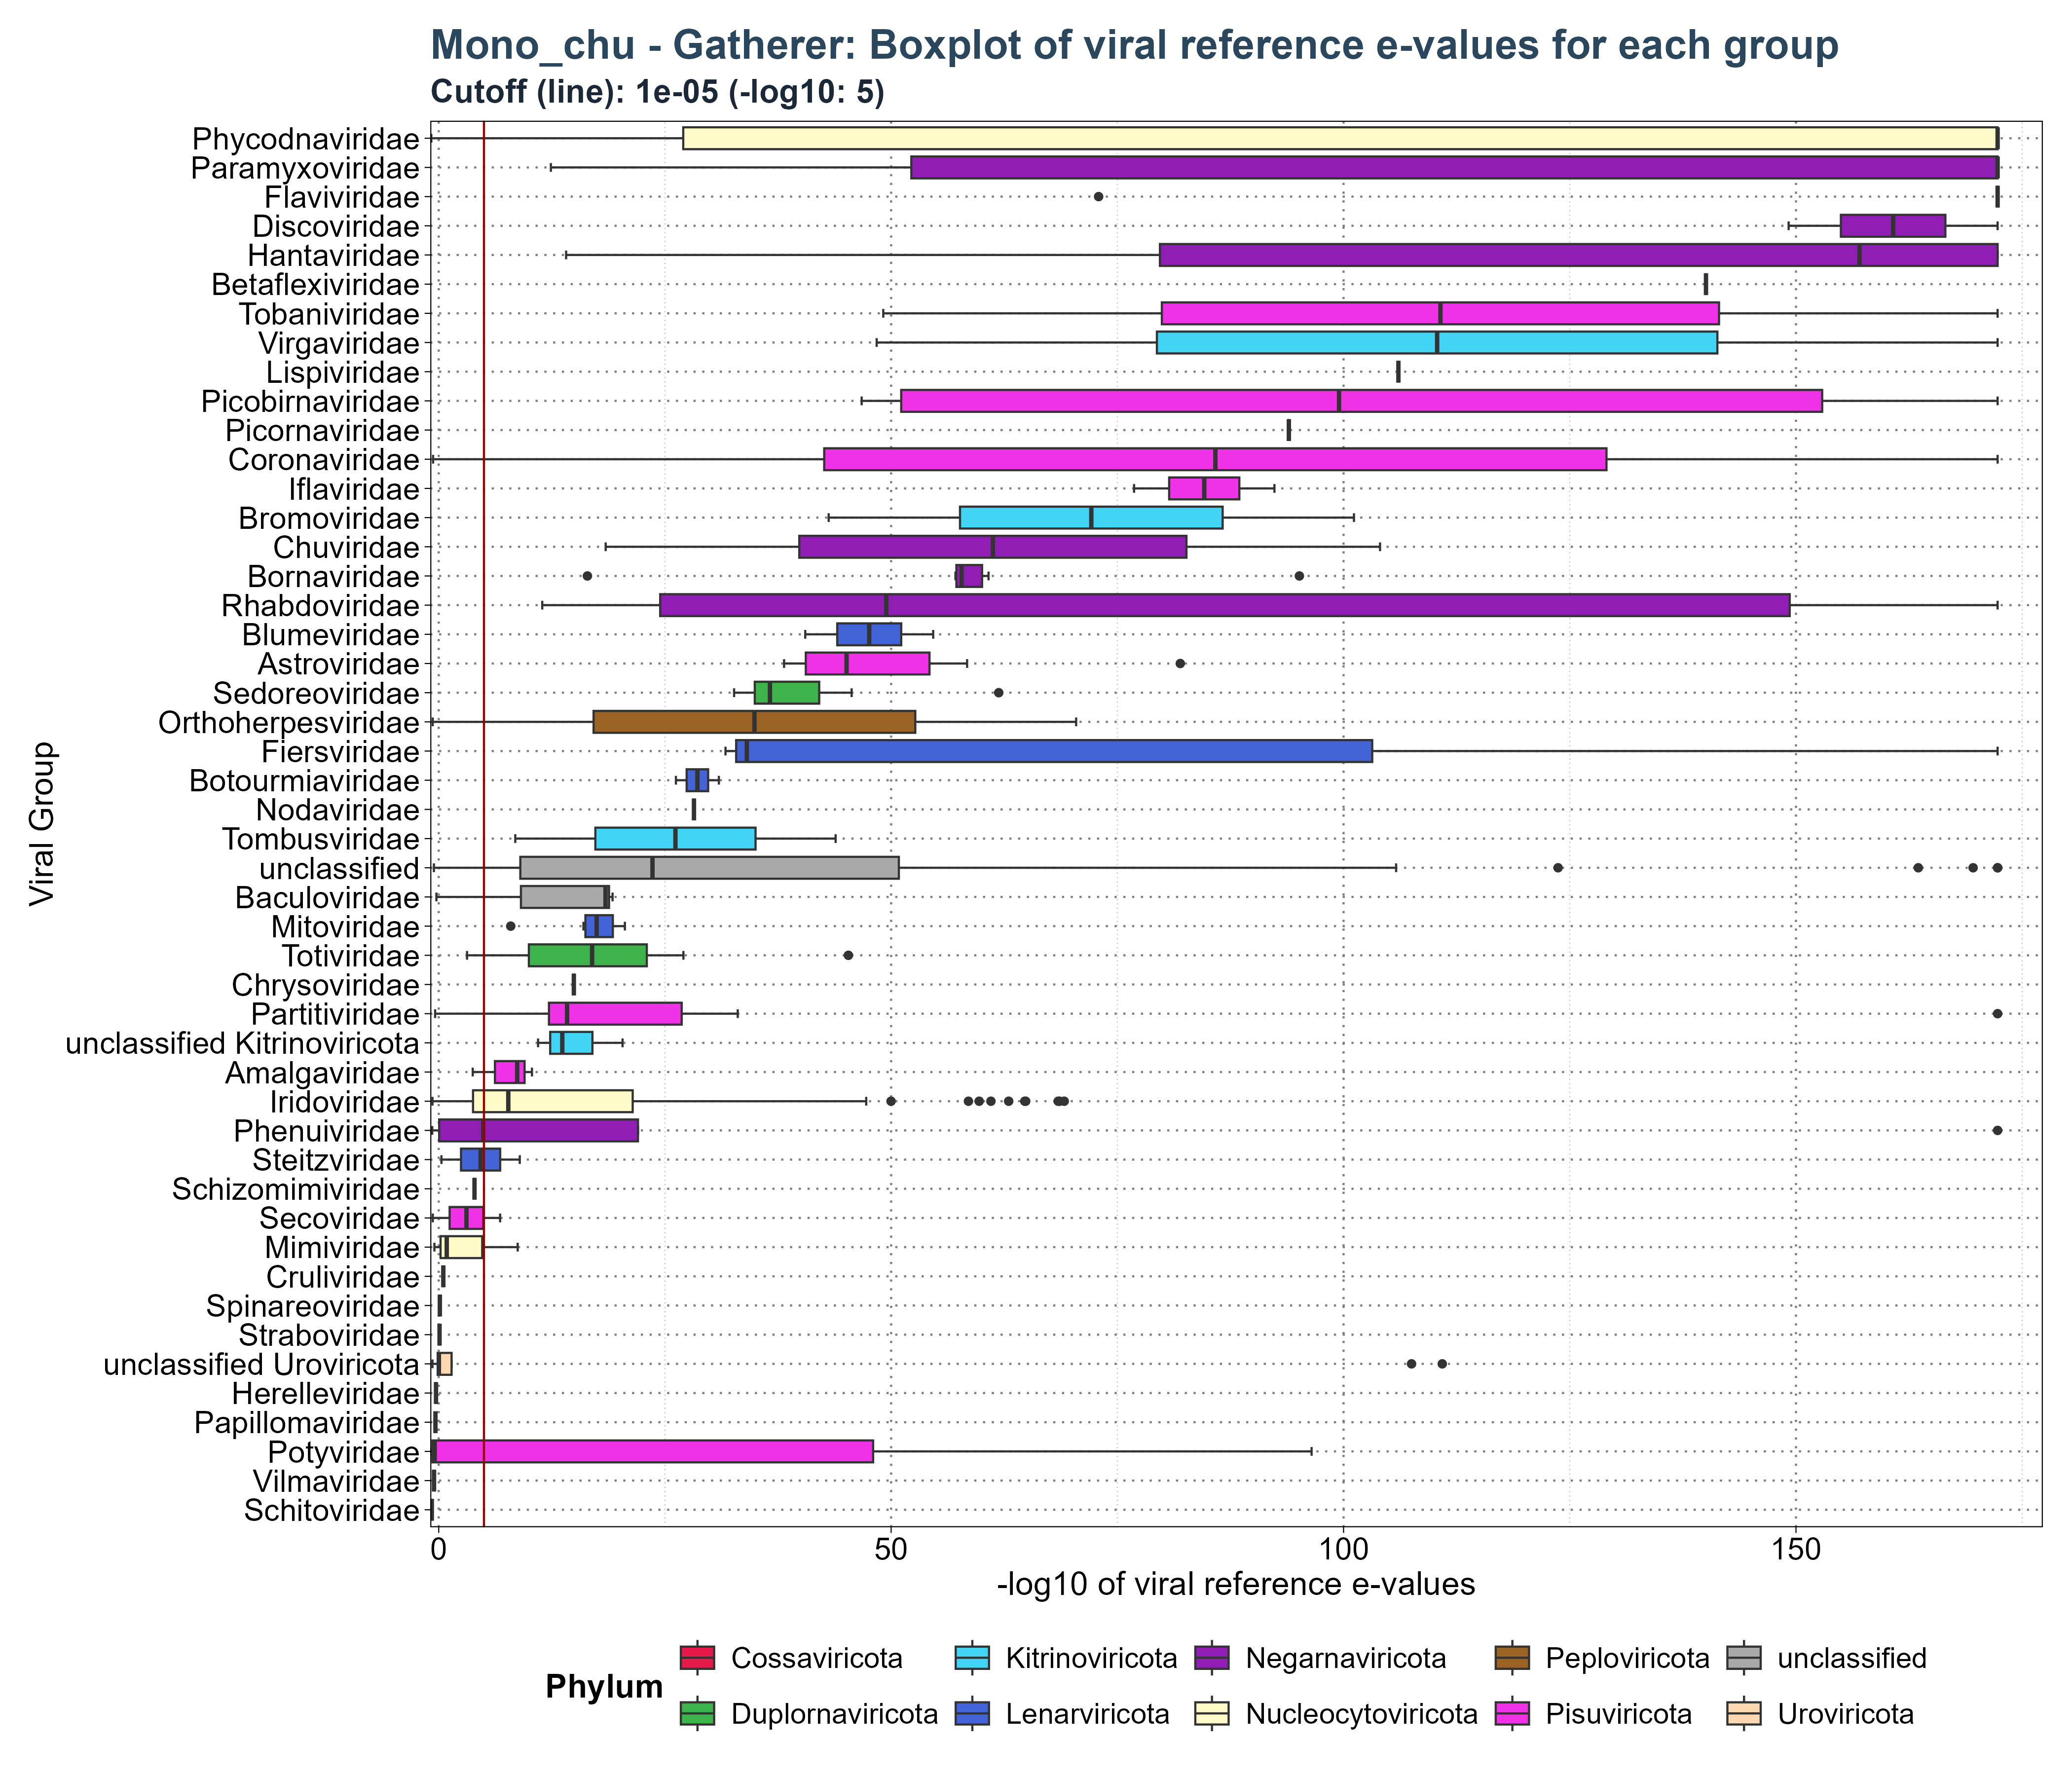 Mono_chu - Gatherer: Boxplot of viral reference e-values for each group
Cutoff (line): 1e-05 (-log10: 5)
Viral Group
Phycodnaviridae
Paramyxoviridae
Flaviviridae
Discoviridae
Hantaviridae
Betaflexiviridae
Tobaniviridae
Virgaviridae
Lispiviridae
Picobirnaviridae
Picornaviridae
Coronaviridae
Iflaviridae
Bromoviridae
Chuviridae
Bornaviridae
Rhabdoviridae
Blumeviridae
Astroviridae
Sedoreoviridae
Orthoherpesviridae
Fiersviridae
Botourmiaviridae
Nodaviridae
Tombusviridae
unclassified
Baculoviridae
Mitoviridae
Totiviridae
Chrysoviridae
Partitiviridae
unclassified Kitrinoviricota
Amalgaviridae
Iridoviridae
Phenuiviridae
Steitzviridae
Schizomimiviridae
Secoviridae
Mimiviridae
Cruliviridae
Spinareoviridae
Straboviridae
unclassified Uroviricota
Herelleviridae
Papillomaviridae
Potyviridae
Vilmaviridae
Schitoviridae
0 50 100 150
-log10 of viral reference e-values
Phylum
Cossaviricota Kitrinoviricota Negarnaviricota Peploviricota unclassified
Duplornaviricota Lenarviricota Nucleocytoviricota Pisuviricota Uroviricota